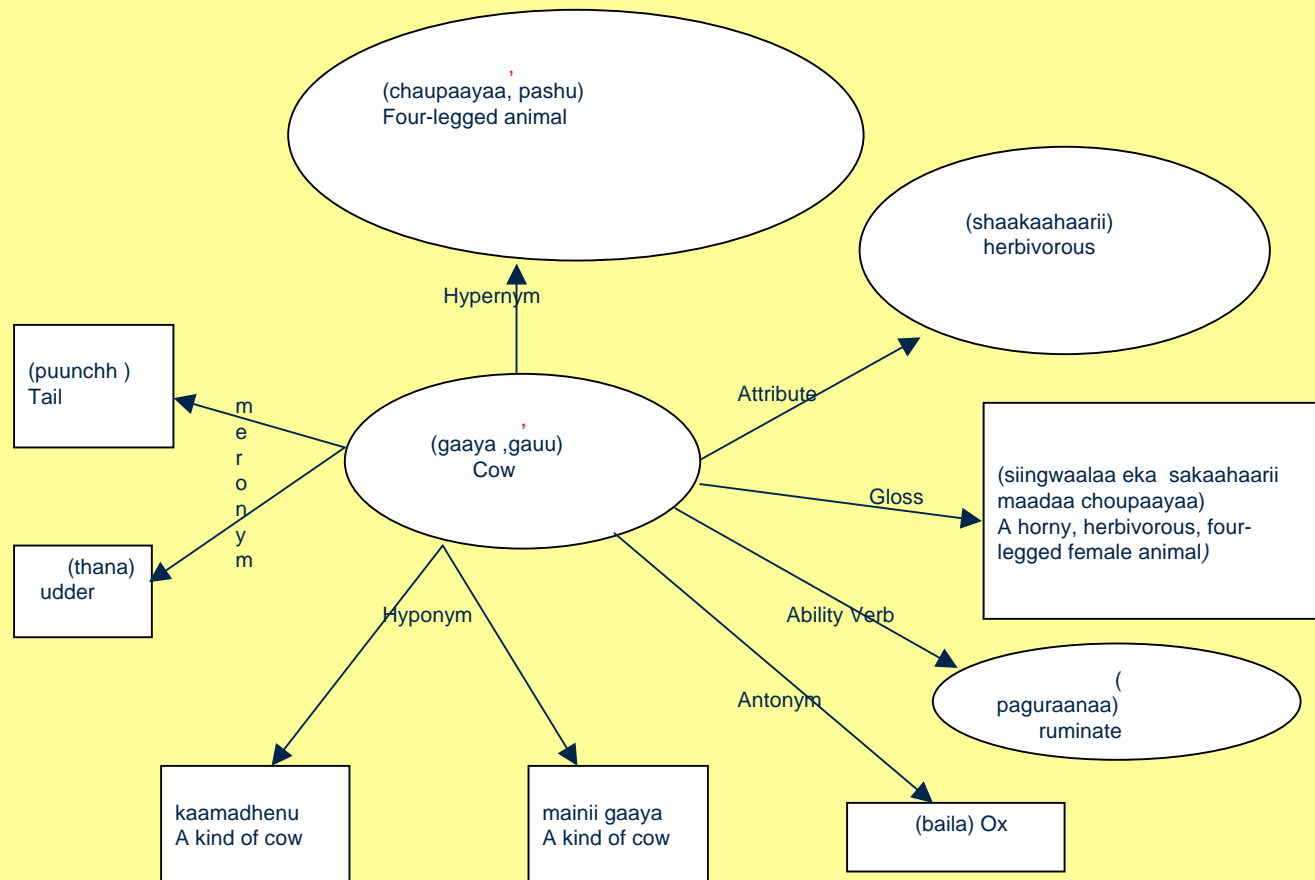 ,
(chaupaayaa, pashu)
Four-legged animal
(shaakaahaarii)
herbivorous
Hypernym
(puunchh )
Tail
meronym
Attribute
,
(gaaya ,gauu)
Cow
Gloss
(siingwaalaa eka  sakaahaarii
maadaa choupaayaa)
A horny, herbivorous, four-
legged female animal)
(thana)
udder
Hyponym
Ability Verb
Antonym
(
paguraanaa)
ruminate
kaamadhenu
A kind of cow
mainii gaaya
A kind of cow
(baila) Ox